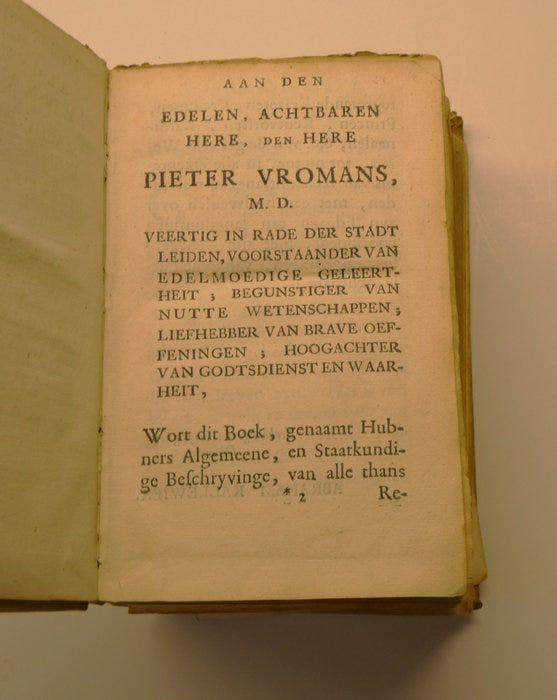 AAN DEN
EDELEN, ACHTBAREN
HERE, DEN HERE
PIETER VROMANS,
M. D.
VEERTIG IN RADE DER STADT
LEIDEN, VOORSTAANDER VAN
EDELMOEDIGE GELEERT-
HEIT ; BEGUNSTIGER VAN
NUTTE WETENSCHAPPEN ;
LIEFHEBBER VAN BRAVE OEF-
FENINGEN ; HOOGACHTER
VAN GODTSDIENST EN WAAR-
HEIT,
Wort dit Boek, genaamt Hub-
ners Algemeene, en Staatkundi-
ge Beſchryvinge, van alle thans
* 2 Re-